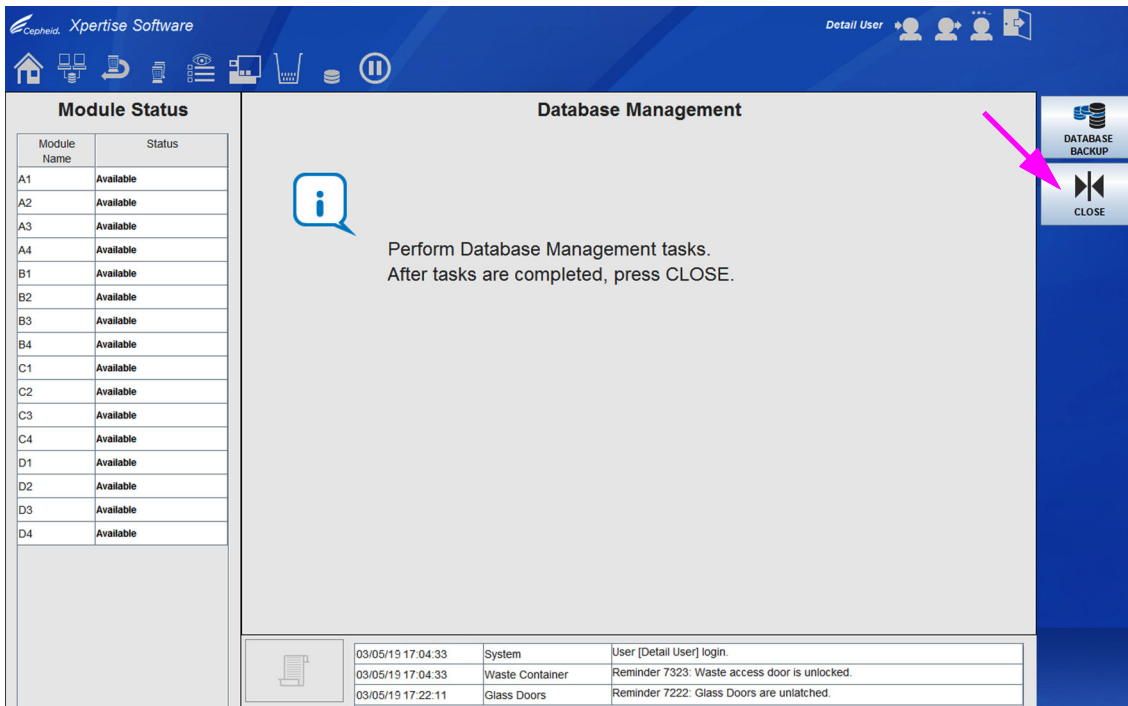 Cepheid. Xpertise Software
Detail User
Module Status
Module Name Status
A1 Available
A2 Available
A3 Available
A4 Available
B1 Available
B2 Available
B3 Available
B4 Available
C1 Available
C2 Available
C3 Available
C4 Available
D1 Available
D2 Available
D3 Available
D4 Available
Database Management
Perform Database Management tasks.
After tasks are completed, press CLOSE.
03/05/19 17:04:33 System User [Detail User] login.
03/05/19 17:04:33 Waste Container Reminder 7323: Waste access door is unlocked.
03/05/19 17:22:11 Glass Doors Reminder 7222: Glass Doors are unlatched.
DATABASE
BACKUP
CLOSE